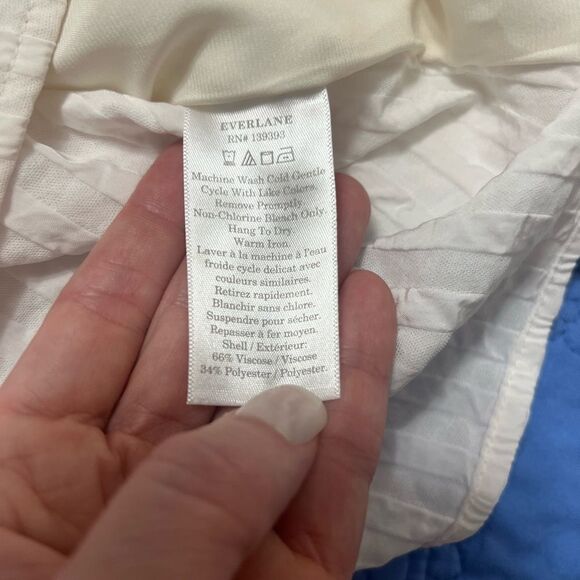 EVERLANE
RN# 139393
Machine Wash Cold Gentle
Cycle With Like Colors.
Remove Promptly.
Non-Chlorine Bleach Only.
Hang To Dry.
Warm Iron.
Laver à la machine à l'eau
froide cycle délicat avec
couleurs similaires.
Retirez rapidement.
Blanchir sans chlore.
Suspendre pour sécher.
Repasser à fer moyen.
Shell / Extérieur:
66% Viscose / Viscose
34% Polyester / Polyester.